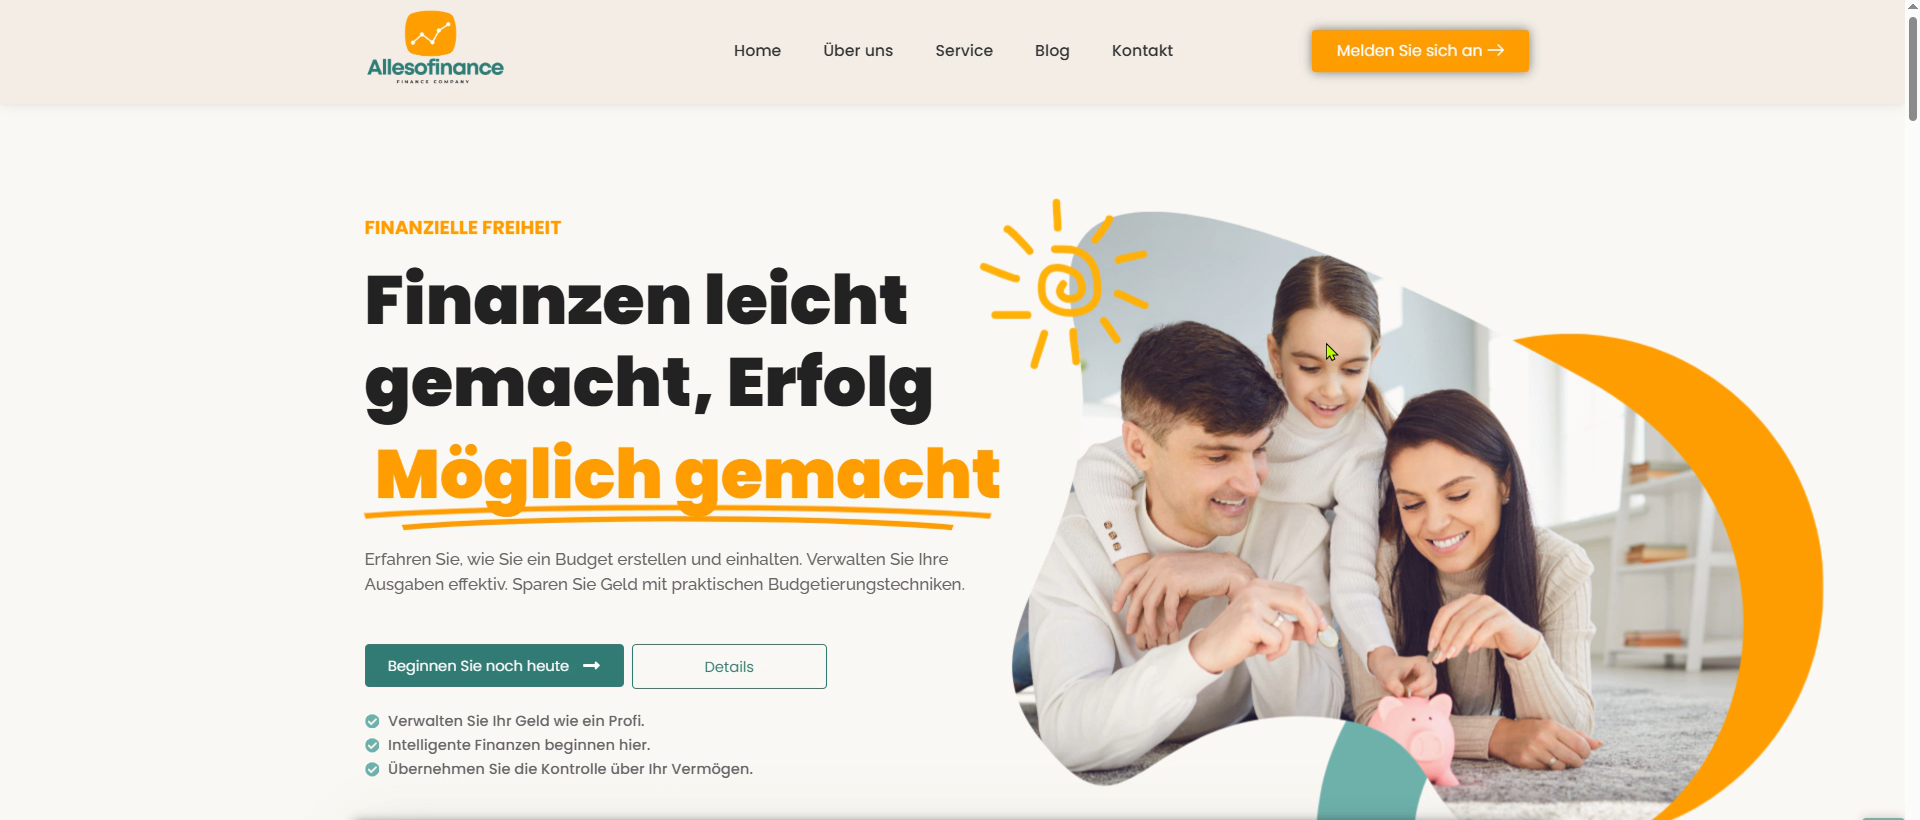 Allesofinance
FINANCE COMPANY
Home
Über uns
Service
Blog
Kontakt
Melden Sie sich an
FINANZIELLE FREIHEIT
Finanzen leicht
gemacht, Erfolg
Möglich gemacht
Erfahren Sie, wie Sie ein Budget erstellen und einhalten. Verwalten Sie Ihre
Ausgaben effektiv. Sparen Sie Geld mit praktischen Budgetierungstechniken.
Beginnen Sie noch heute
Details
Verwalten Sie Ihr Geld wie ein Profi.
Intelligente Finanzen beginnen hier.
Übernehmen Sie die Kontrolle über Ihr Vermögen.